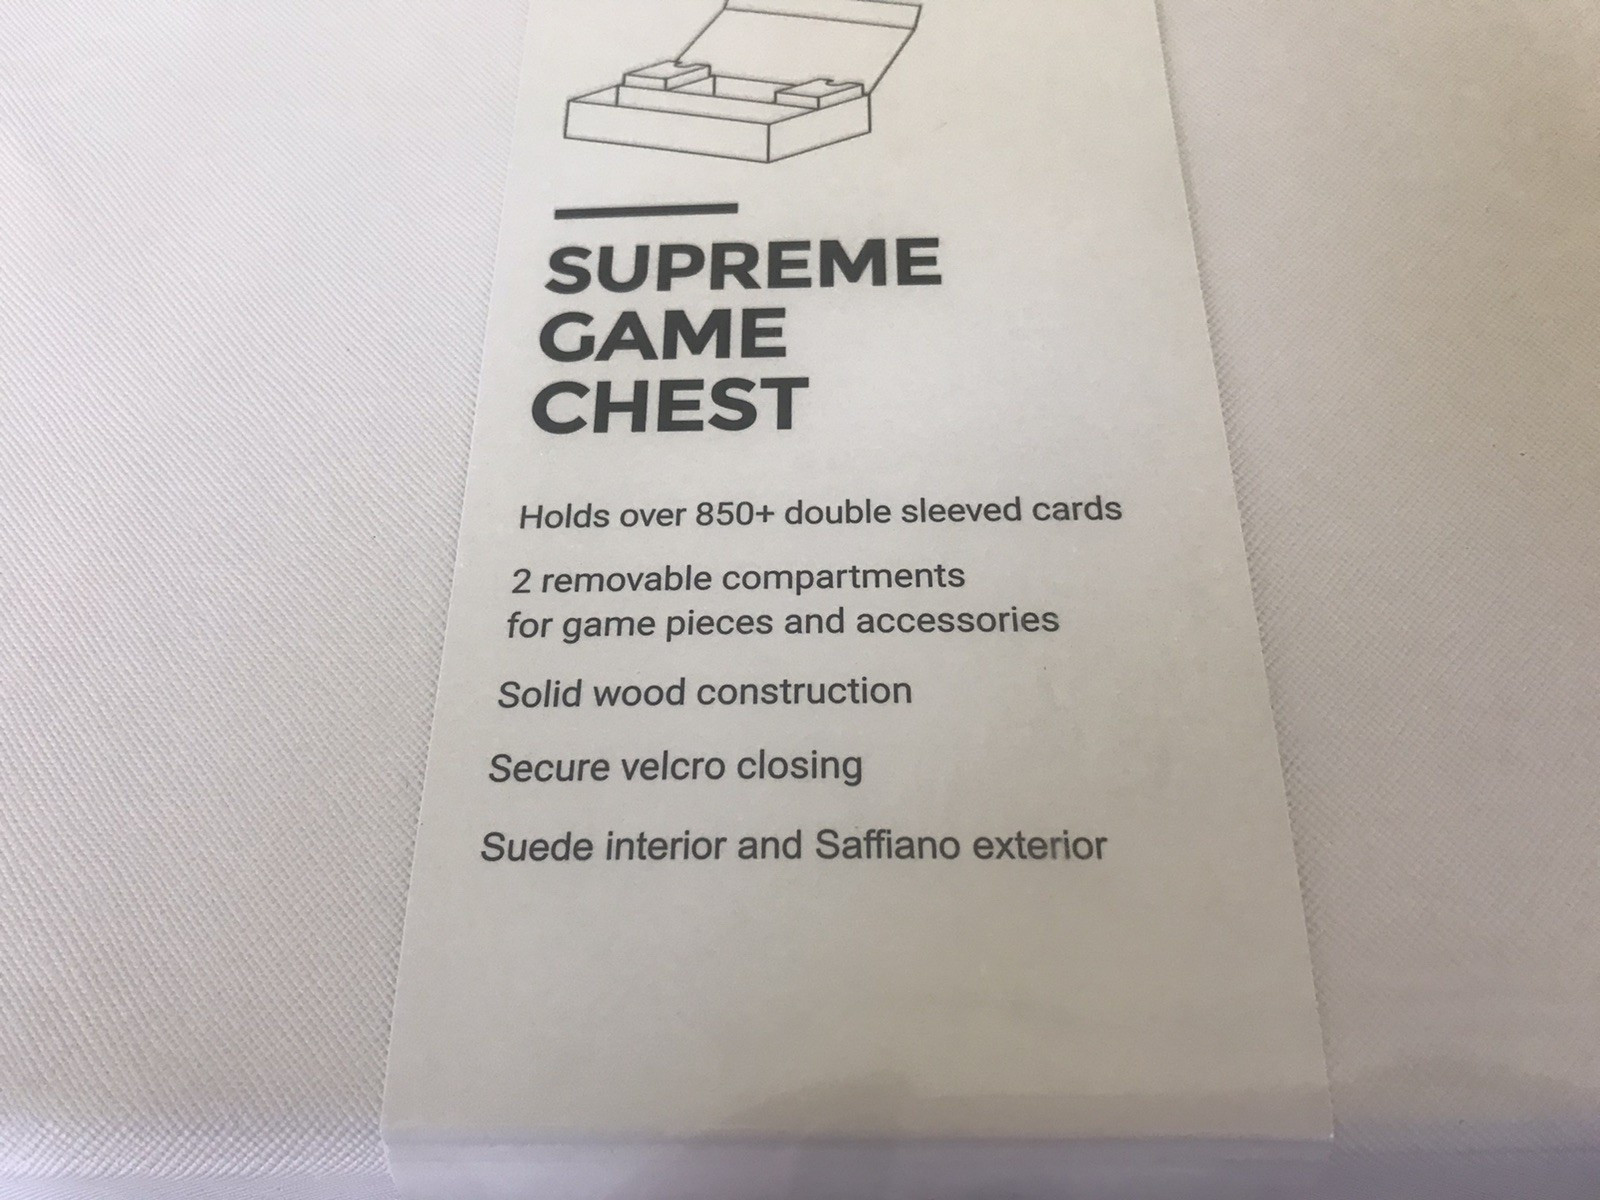 SUPREME
GAME
CHEST
Holds over 850+ double sleeved cards
2 removable compartments
for game pieces and accessories
Solid wood construction
Secure velcro closing
Suede interior and Saffiano exterior